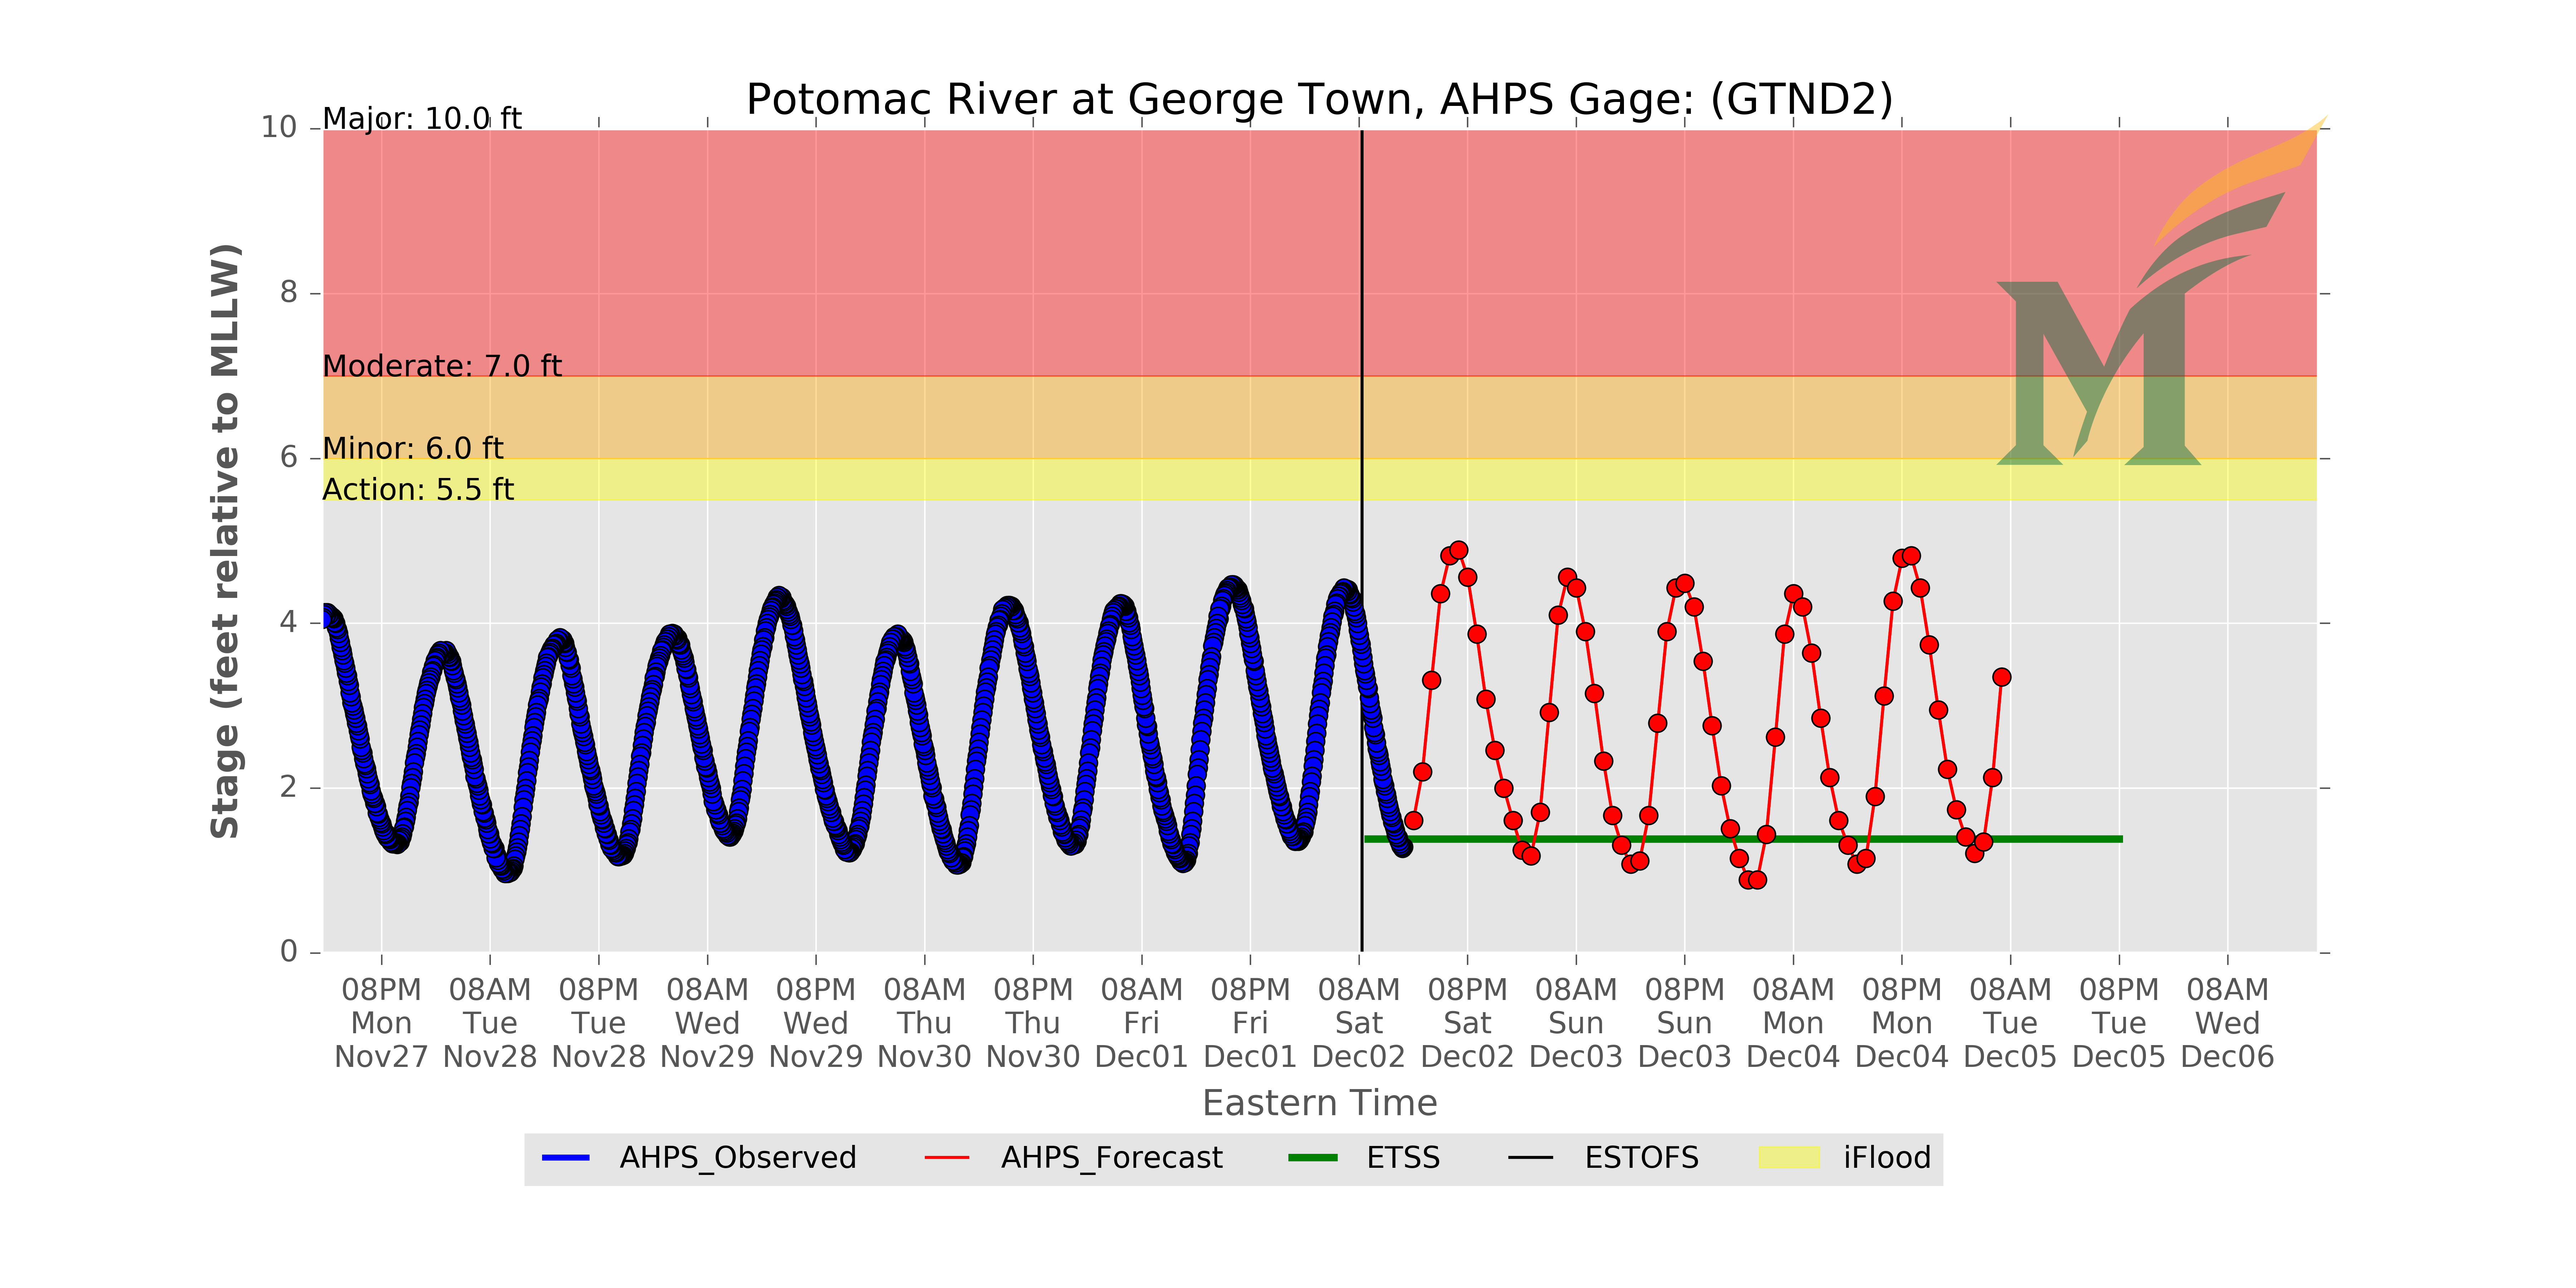 Potomac River at George Town, AHPS Gage: (GTND2)
Major: 10.0 ft
Moderate: 7.0 ft
Minor: 6.0 ft
Action: 5.5 ft
Stage (feet relative to MLLW)
10
8
6
4
2
0
08PM 08AM 08PM 08AM 08PM 08AM 08PM 08AM 08PM 08AM 08PM 08AM 08PM 08AM 08PM 08AM 08PM 08AM
Mon Tue Tue Wed Wed Thu Thu Fri Fri Sat Sat Sun Sun Mon Mon Tue Tue Wed
Nov27 Nov28 Nov28 Nov29 Nov29 Nov30 Nov30 Dec01 Dec01 Dec02 Dec02 Dec03 Dec03 Dec04 Dec04 Dec05 Dec05 Dec06
Eastern Time
AHPS_Observed AHPS_Forecast ETSS ESTOFS iFlood